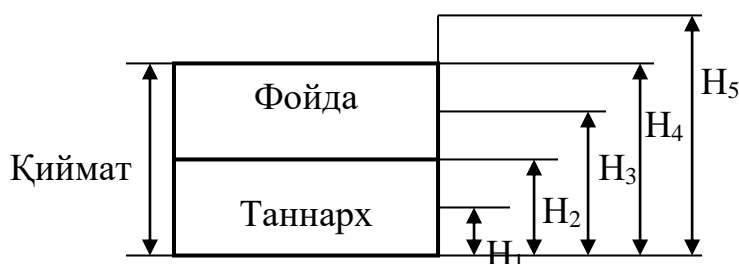 Фойда
H₅
H₄
Қиймат
H₃
Таннарх
H₂
H₁